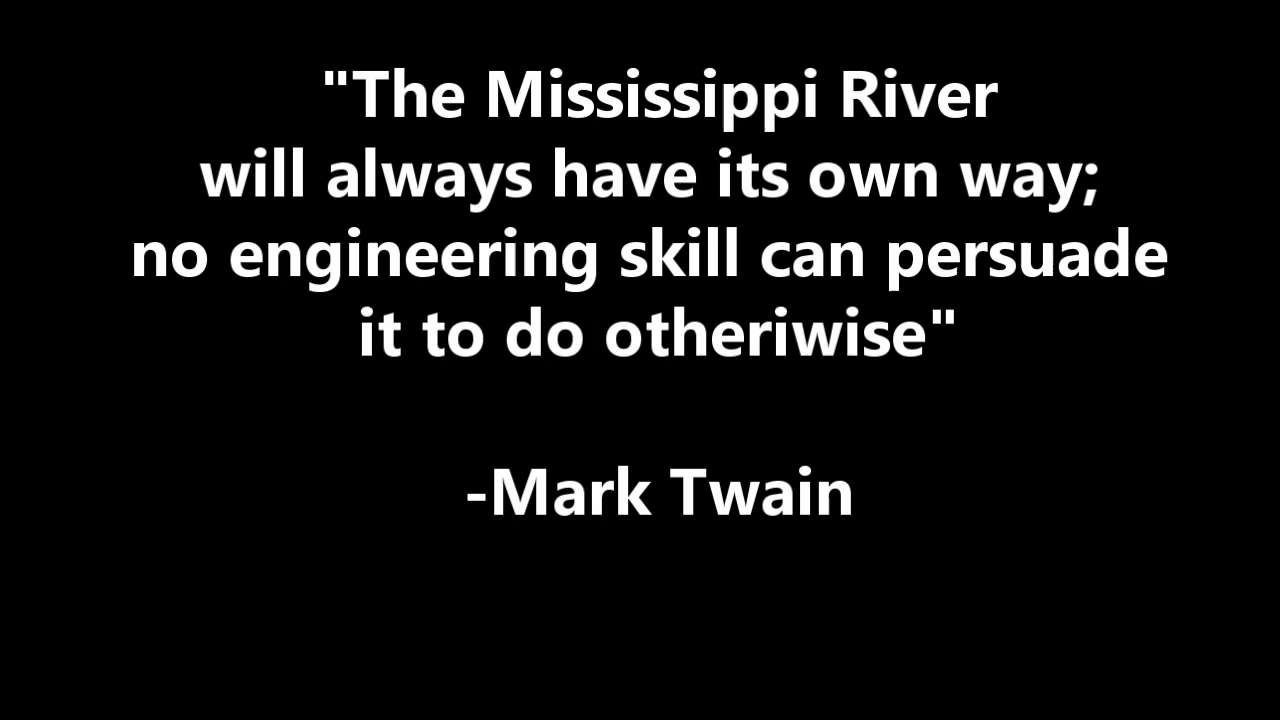 "The Mississippi River
will always have its own way;
no engineering skill can persuade
it to do otheriwise"
-Mark Twain